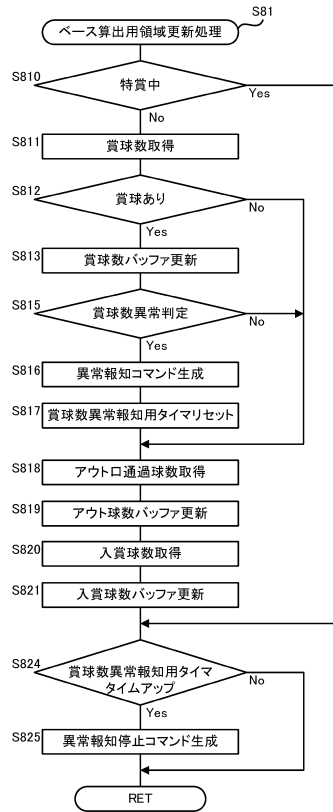 S81
ベース算出用領域更新処理
S810
特賞中
Yes
No
S811
賞球数取得
S812
賞球あり
No
Yes
S813
賞球数バッファ更新
S815
賞球数異常判定
No
Yes
S816
異常報知コマンド生成
S817
賞球数異常報知用タイマリセット
S818
アウト口通過球数取得
S819
アウト球数バッファ更新
S820
入賞球数取得
S821
入賞球数バッファ更新
S824
賞球数異常報知用タイマ
タイムアップ
No
Yes
S825
異常報知停止コマンド生成
RET